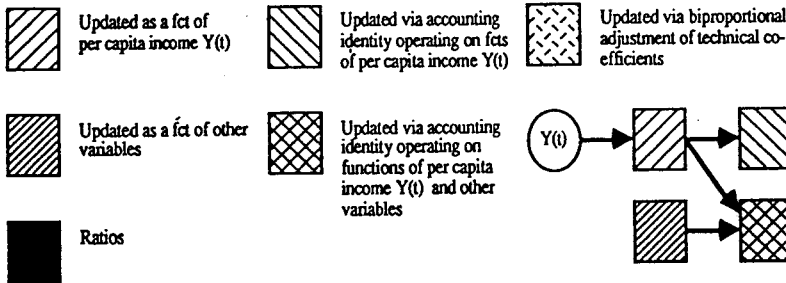 Updated as a fct of
per capita income Y(t)
Updated via accounting
identity operating on fcts
of per capita income Y(t)
Updated via biproportional
adjustment of technical co-
efficients
Updated as a fct of other
variables
Updated via accounting
identity operating on
functions of per capita
income Y(t) and other
variables
Y(t)
Ratios